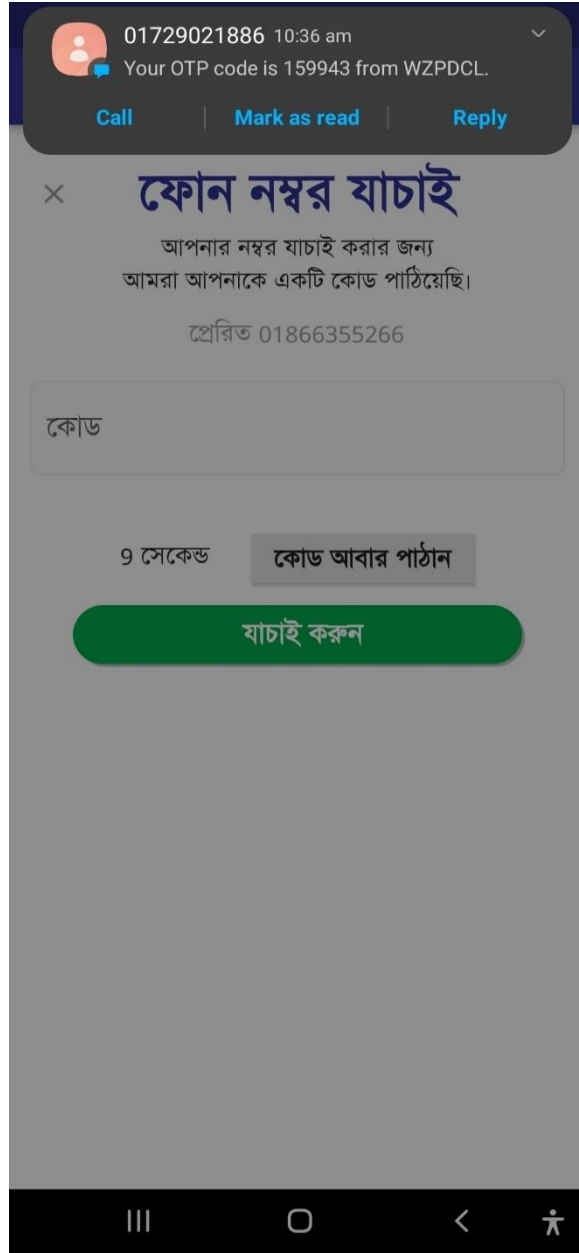 01729021886 10:36 am
Your OTP code is 159943 from WZPDCL.
Call Mark as read Reply
ফোন নম্বর যাচাই
আপনার নম্বর যাচাই করার জন্য
আমরা আপনাকে একটি কোড পাঠিয়েছি।
প্রেরিত 01866355266
কোড
9 সেকেন্ড কোড আবার পাঠান
যাচাই করুন